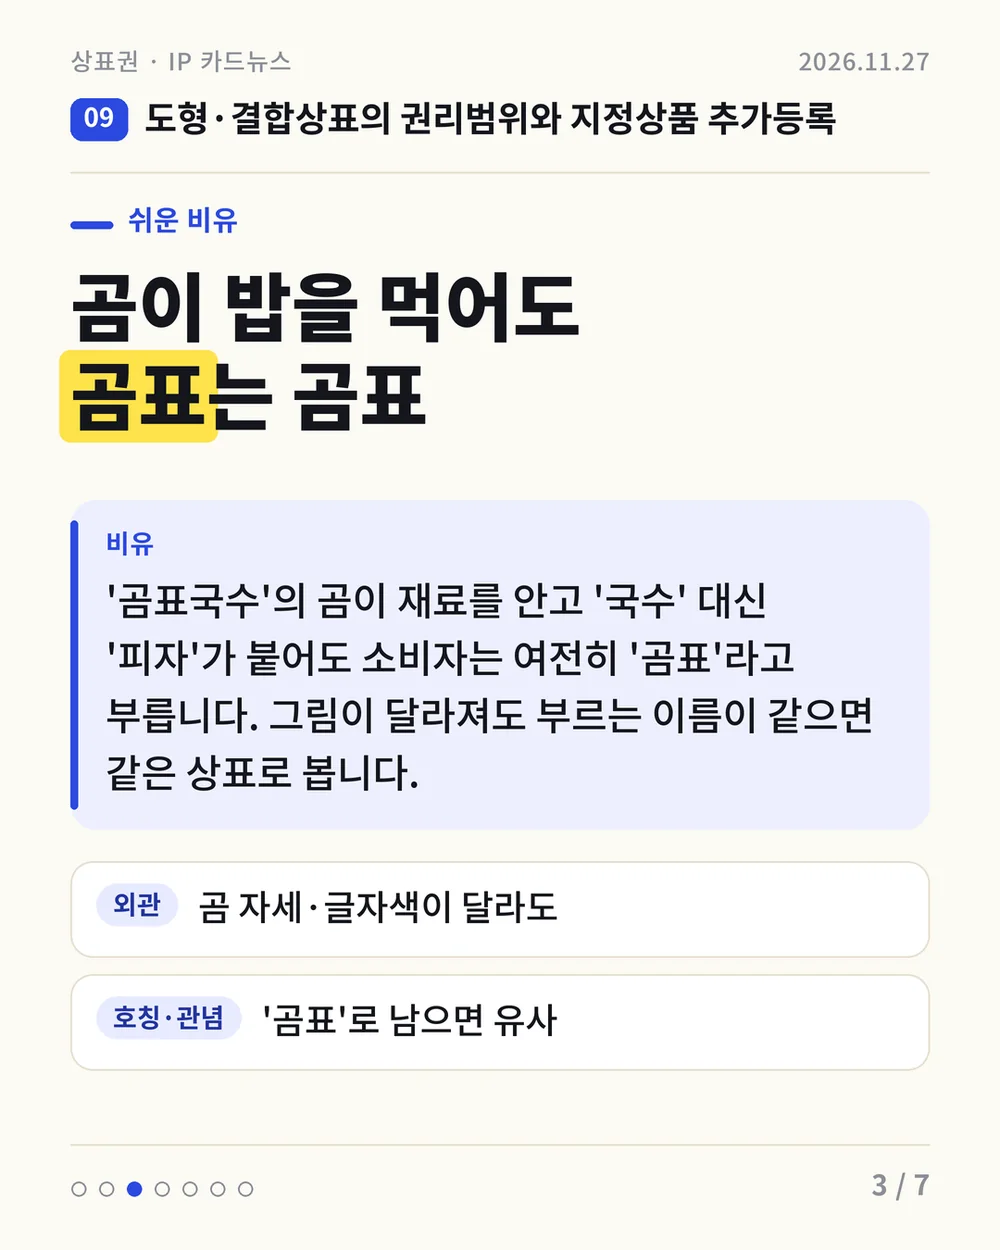 상표권 · IP 카드뉴스
2026.11.27
09 도형·결합상표의 권리범위와 지정상품 추가등록
쉬운 비유
곰이 밥을 먹어도
곰표는 곰표
비유
'곰표국수'의 곰이 재료를 안고 '국수' 대신
'피자'가 붙어도 소비자는 여전히 '곰표'라고
부릅니다. 그림이 달라져도 부르는 이름이 같으면
같은 상표로 봅니다.
외관 곰 자세·글자색이 달라도
호칭·관념 '곰표'로 남으면 유사
3 / 7